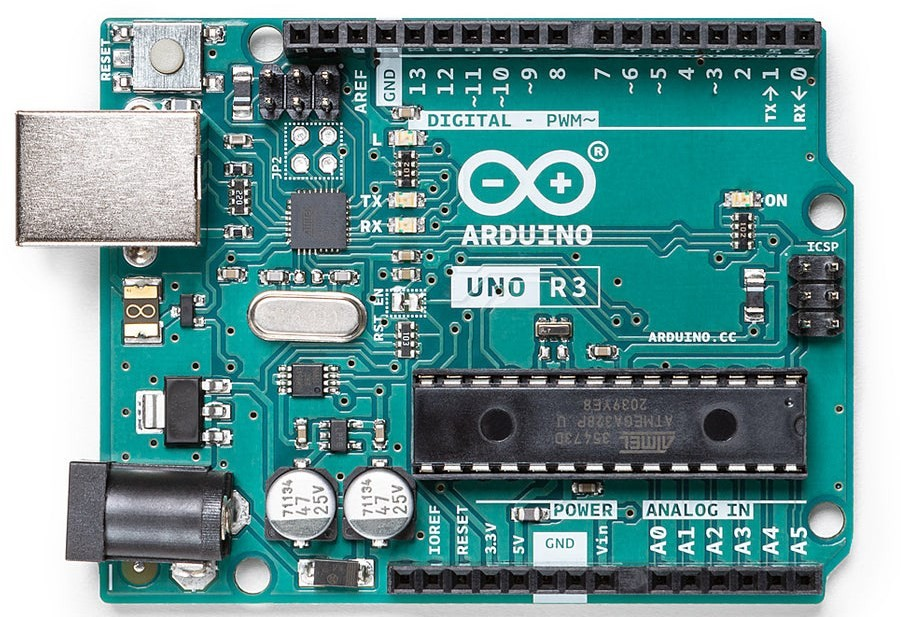 RESET
AREF
GND
13
12
~11
~10
~9
8
7
~6
~5
4
~3
2
TX→1
RX←0
DIGITAL - PWM~
L
JP2
TX
RX
ON
ARDUINO
®
ICSP
UNO R3
RST EN
ARDUINO.CC
8
103
ATMEL
35473D
ATMEGA328P U
2039YE8
71134
47
25V
71134
47
25V
POWER
ANALOG IN
IOREF
RESET
3.3V
5V
GND
Vin
A0
A1
A2
A3
A4
A5